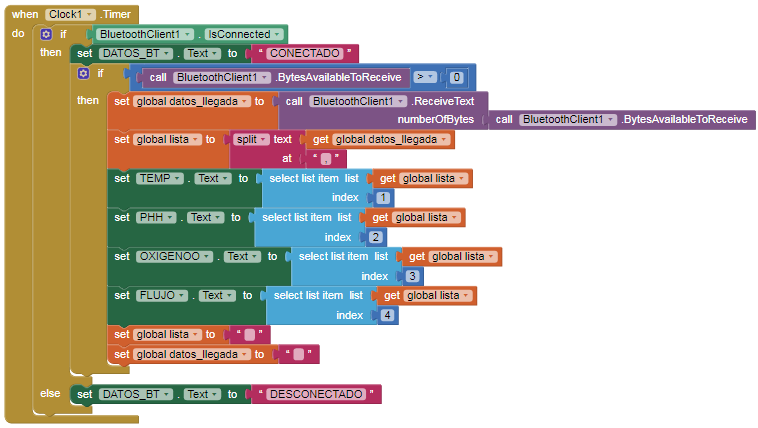 when Clock1 .Timer
do if BluetoothClient1 . IsConnected
then set DATOS_BT . Text to " CONECTADO "
if call BluetoothClient1 .BytesAvailableToReceive > 0
then set global datos_llegada to call BluetoothClient1 .ReceiveText
numberOfBytes call BluetoothClient1 .BytesAvailableToReceive
set global lista to split text get global datos_llegada
at " , "
set TEMP . Text to select list item list get global lista
index 1
set PHH . Text to select list item list get global lista
index 2
set OXIGENOO . Text to select list item list get global lista
index 3
set FLUJO . Text to select list item list get global lista
index 4
set global lista to " "
set global datos_llegada to " "
else set DATOS_BT . Text to " DESCONECTADO "